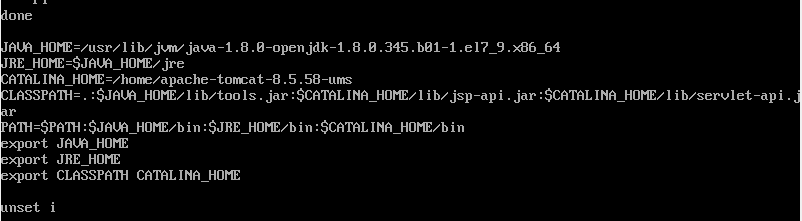 done
JAVA_HOME=/usr/lib/jvm/java-1.8.0-openjdk-1.8.0.345.b01-1.el7_9.x86_64
JRE_HOME=$JAVA_HOME/jre
CATALINA_HOME=/home/apache-tomcat-8.5.58-ums
CLASSPATH=.:$JAVA_HOME/lib/tools.jar:$CATALINA_HOME/lib/jsp-api.jar:$CATALINA_HOME/lib/servlet-api.j
ar
PATH=$PATH:$JAVA_HOME/bin:$JRE_HOME/bin:$CATALINA_HOME/bin
export JAVA_HOME
export JRE_HOME
export CLASSPATH CATALINA_HOME
unset i